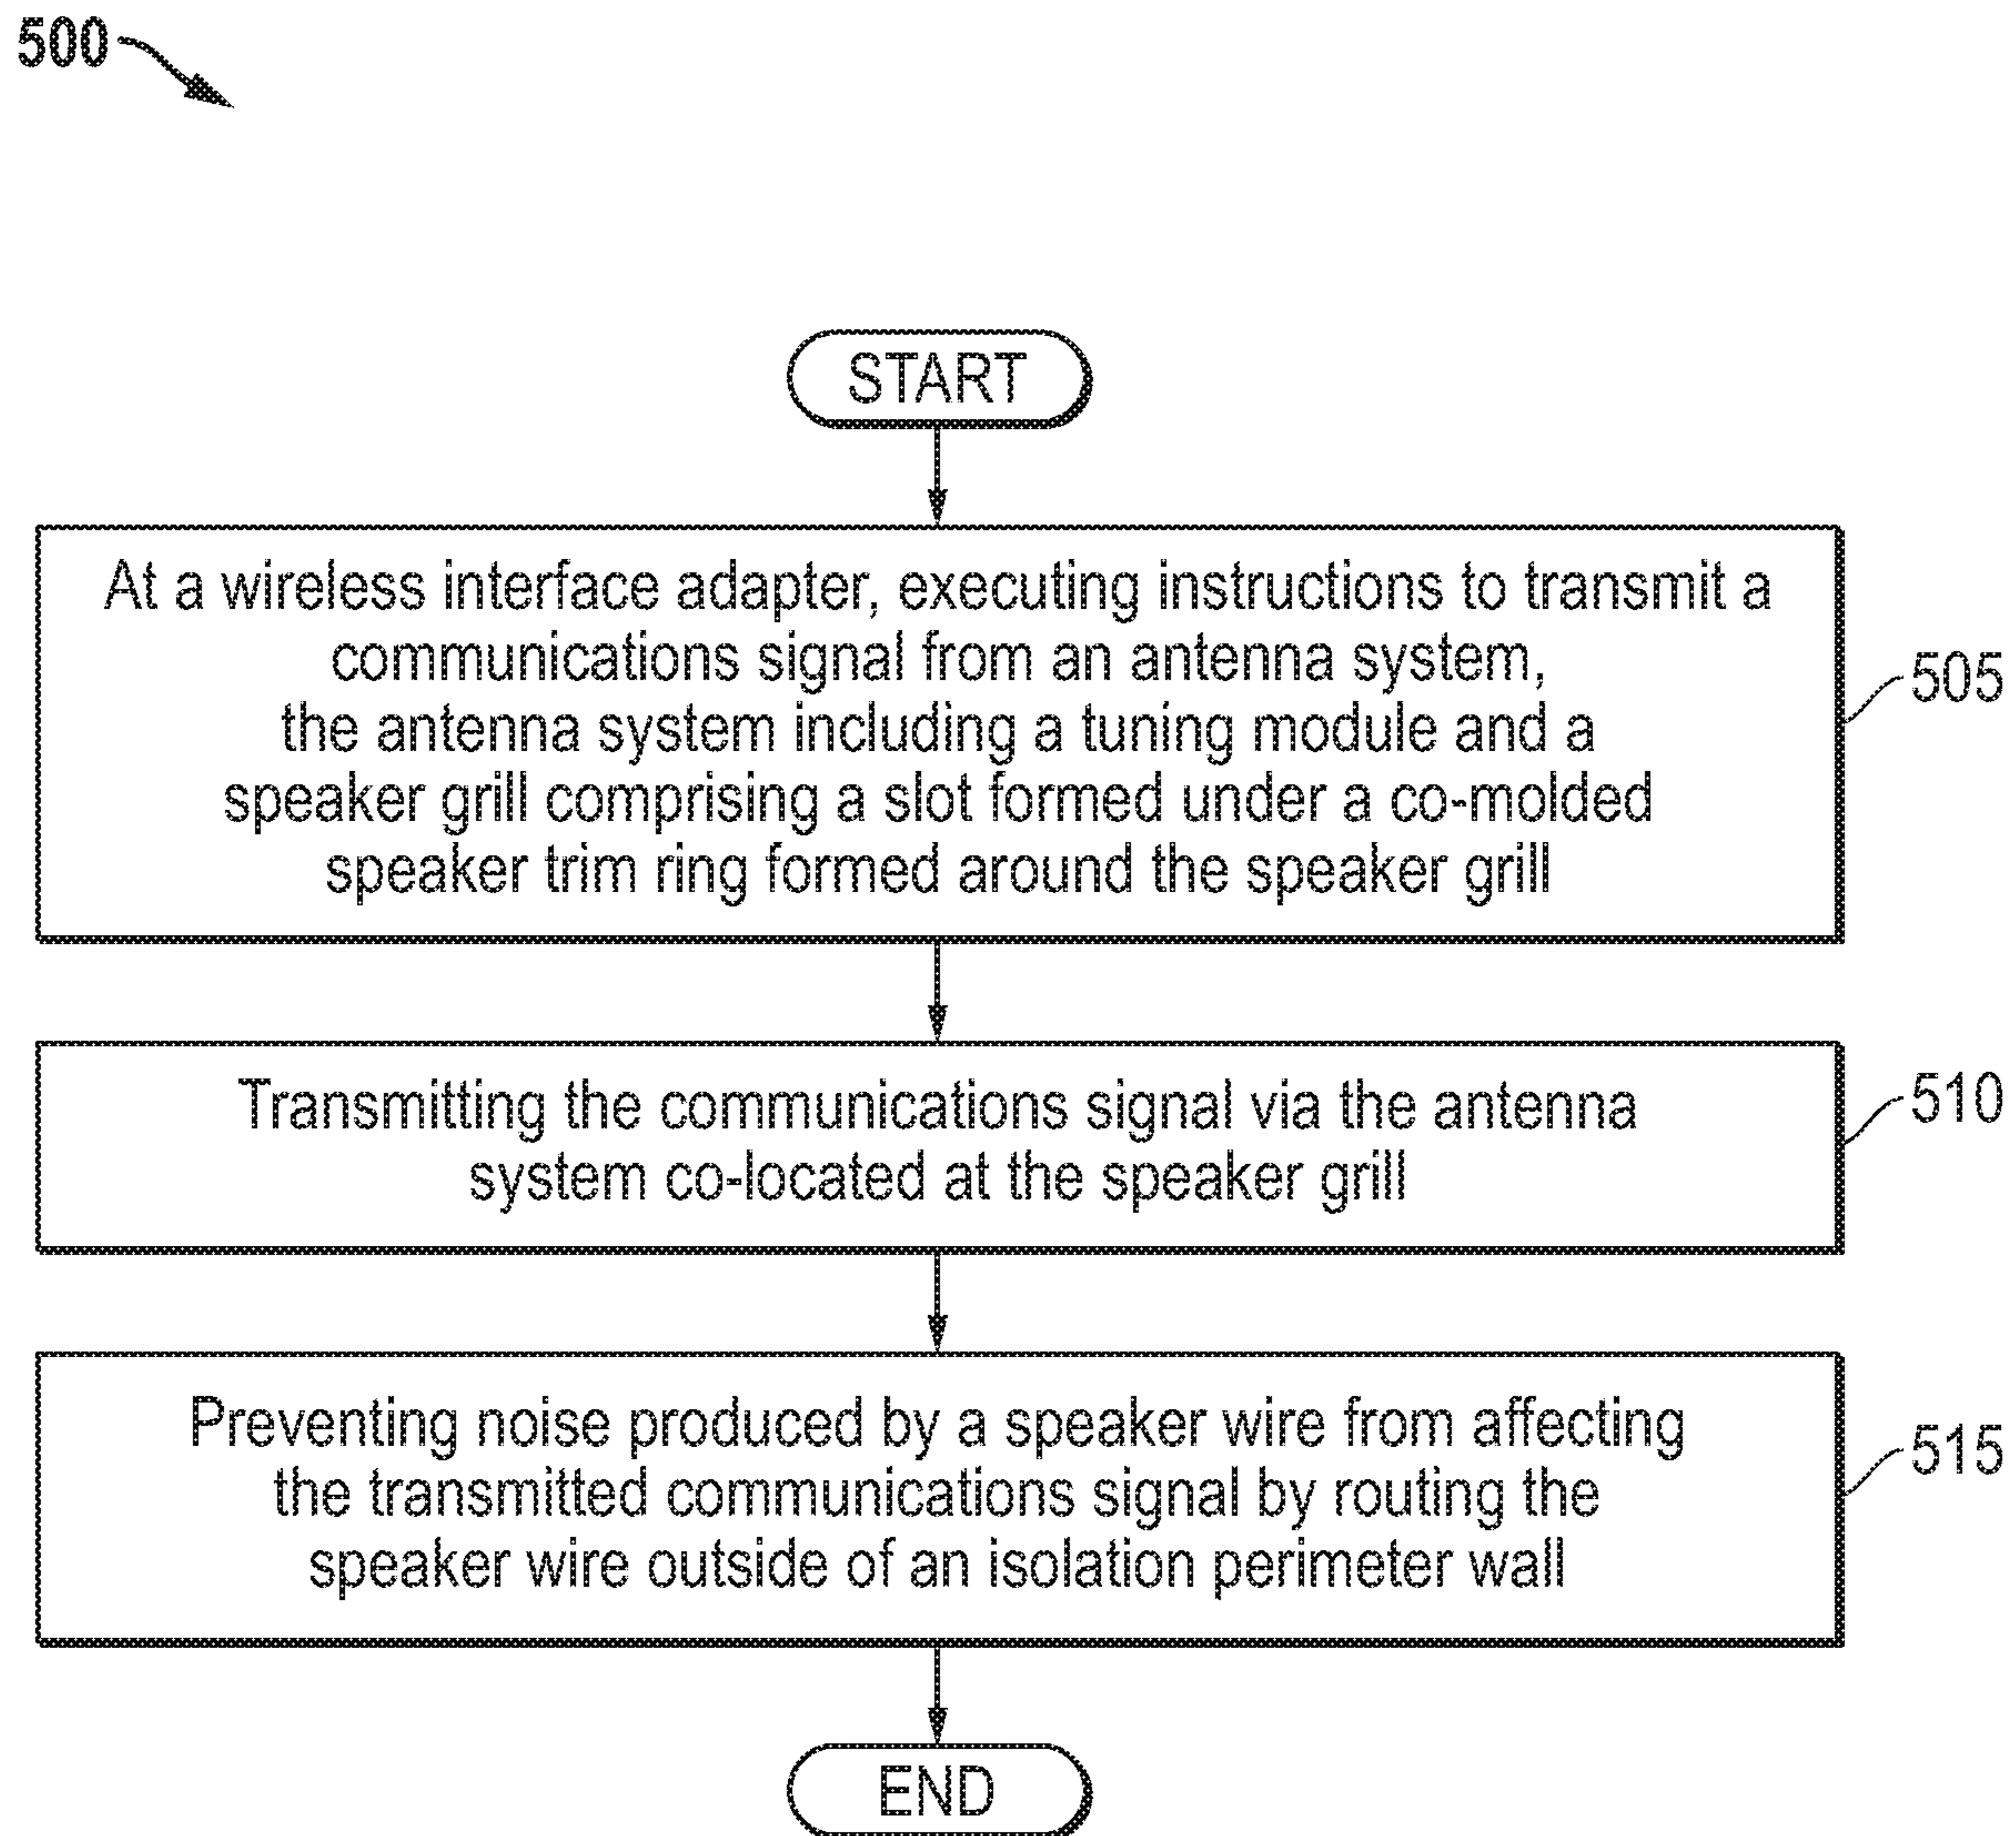 500
START
At a wireless interface adapter, executing instructions to transmit a
communications signal from an antenna system,
the antenna system including a tuning module and a
speaker grill comprising a slot formed under a co-molded
speaker trim ring formed around the speaker grill
505
Transmitting the communications signal via the antenna
system co-located at the speaker grill
510
Preventing noise produced by a speaker wire from affecting
the transmitted communications signal by routing the
speaker wire outside of an isolation perimeter wall
515
END